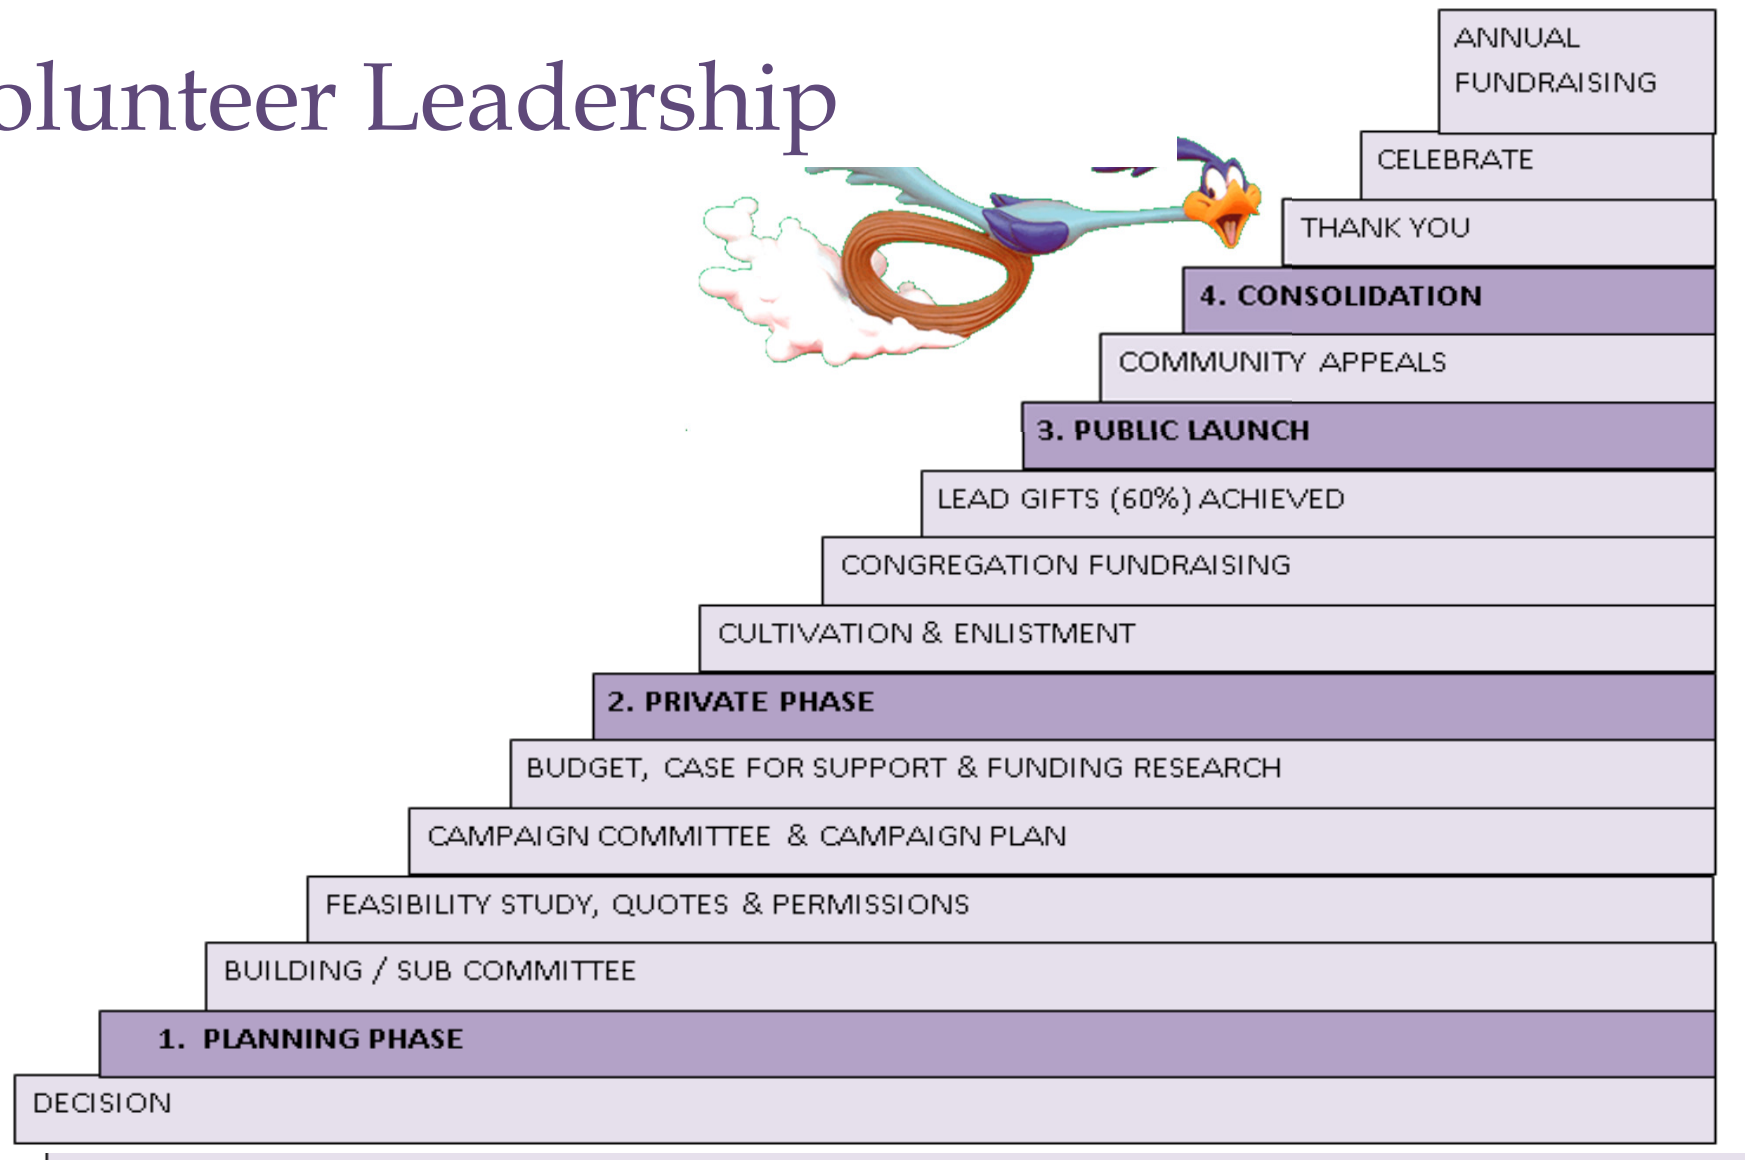 olunteer Leadership
ANNUAL
FUNDRAISING
CELEBRATE
THANK YOU
4. CONSOLIDATION
COMMUNITY APPEALS
3. PUBLIC LAUNCH
LEAD GIFTS (60%) ACHIEVED
CONGREGATION FUNDRAISING
CULTIVATION & ENLISTMENT
2. PRIVATE PHASE
BUDGET, CASE FOR SUPPORT & FUNDING RESEARCH
CAMPAIGN COMMITTEE & CAMPAIGN PLAN
FEASIBILITY STUDY, QUOTES & PERMISSIONS
BUILDING / SUB COMMITTEE
1. PLANNING PHASE
DECISION